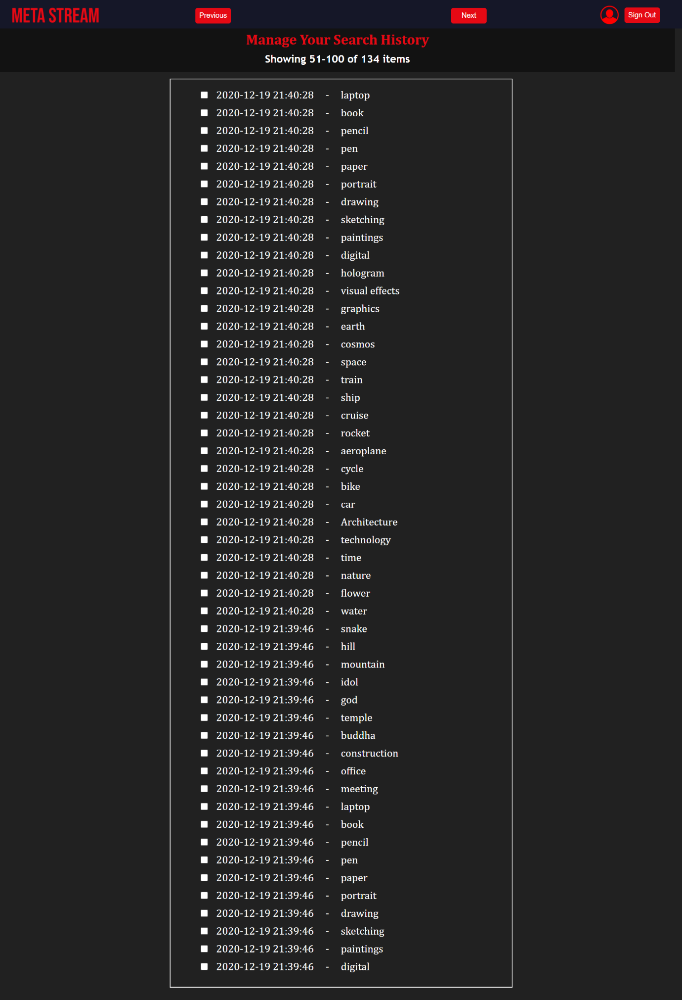 META STREAM Previous Next Sign Out
Manage Your Search History
Showing 51-100 of 134 items
2020-12-19 21:40:28 - laptop
2020-12-19 21:40:28 - book
2020-12-19 21:40:28 - pencil
2020-12-19 21:40:28 - pen
2020-12-19 21:40:28 - paper
2020-12-19 21:40:28 - portrait
2020-12-19 21:40:28 - drawing
2020-12-19 21:40:28 - sketching
2020-12-19 21:40:28 - paintings
2020-12-19 21:40:28 - digital
2020-12-19 21:40:28 - hologram
2020-12-19 21:40:28 - visual effects
2020-12-19 21:40:28 - graphics
2020-12-19 21:40:28 - earth
2020-12-19 21:40:28 - cosmos
2020-12-19 21:40:28 - space
2020-12-19 21:40:28 - train
2020-12-19 21:40:28 - ship
2020-12-19 21:40:28 - cruise
2020-12-19 21:40:28 - rocket
2020-12-19 21:40:28 - aeroplane
2020-12-19 21:40:28 - cycle
2020-12-19 21:40:28 - bike
2020-12-19 21:40:28 - car
2020-12-19 21:40:28 - Architecture
2020-12-19 21:40:28 - technology
2020-12-19 21:40:28 - time
2020-12-19 21:40:28 - nature
2020-12-19 21:40:28 - flower
2020-12-19 21:40:28 - water
2020-12-19 21:39:46 - snake
2020-12-19 21:39:46 - hill
2020-12-19 21:39:46 - mountain
2020-12-19 21:39:46 - idol
2020-12-19 21:39:46 - god
2020-12-19 21:39:46 - temple
2020-12-19 21:39:46 - buddha
2020-12-19 21:39:46 - construction
2020-12-19 21:39:46 - office
2020-12-19 21:39:46 - meeting
2020-12-19 21:39:46 - laptop
2020-12-19 21:39:46 - book
2020-12-19 21:39:46 - pencil
2020-12-19 21:39:46 - pen
2020-12-19 21:39:46 - paper
2020-12-19 21:39:46 - portrait
2020-12-19 21:39:46 - drawing
2020-12-19 21:39:46 - sketching
2020-12-19 21:39:46 - paintings
2020-12-19 21:39:46 - digital